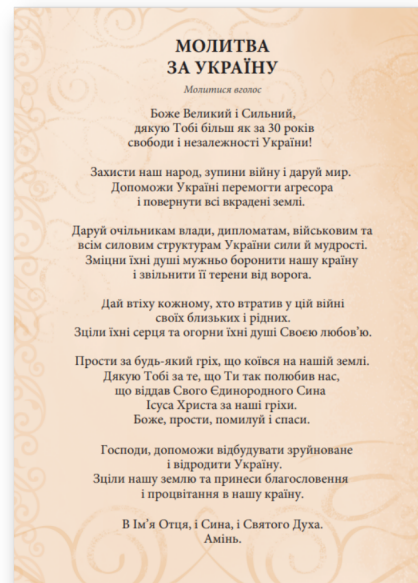 МОЛИТВА
ЗА УКРАЇНУ
Молитися вголос
Боже Великий і Сильний,
дякую Тобі більш як за 30 років
свободи і незалежності України!
Захисти наш народ, зупини війну і даруй мир.
Допоможи Україні перемогти агресора
і повернути всі вкрадені землі.
Даруй очільникам влади, дипломатам, військовим та
всім силовим структурам України сили й мудрості.
Зміцни їхні душі мужньо боронити нашу країну
і звільнити її терени від ворога.
Дай втіху кожному, хто втратив у цій війні
своїх близьких і рідних.
Зціли їхні серця та огорни їхні душі Своєю любов’ю.
Прости за будь-який гріх, що коївся на нашій землі.
Дякую Тобі за те, що Ти так полюбив нас,
що віддав Свого Єдинородного Сина
Ісуса Христа за наші гріхи.
Боже, прости, помилуй і спаси.
Господи, допоможи відбудувати зруйноване
і відродити Україну.
Зціли нашу землю та принеси благословення
і процвітання в нашу країну.
В Ім’я Отця, і Сина, і Святого Духа.
Амінь.